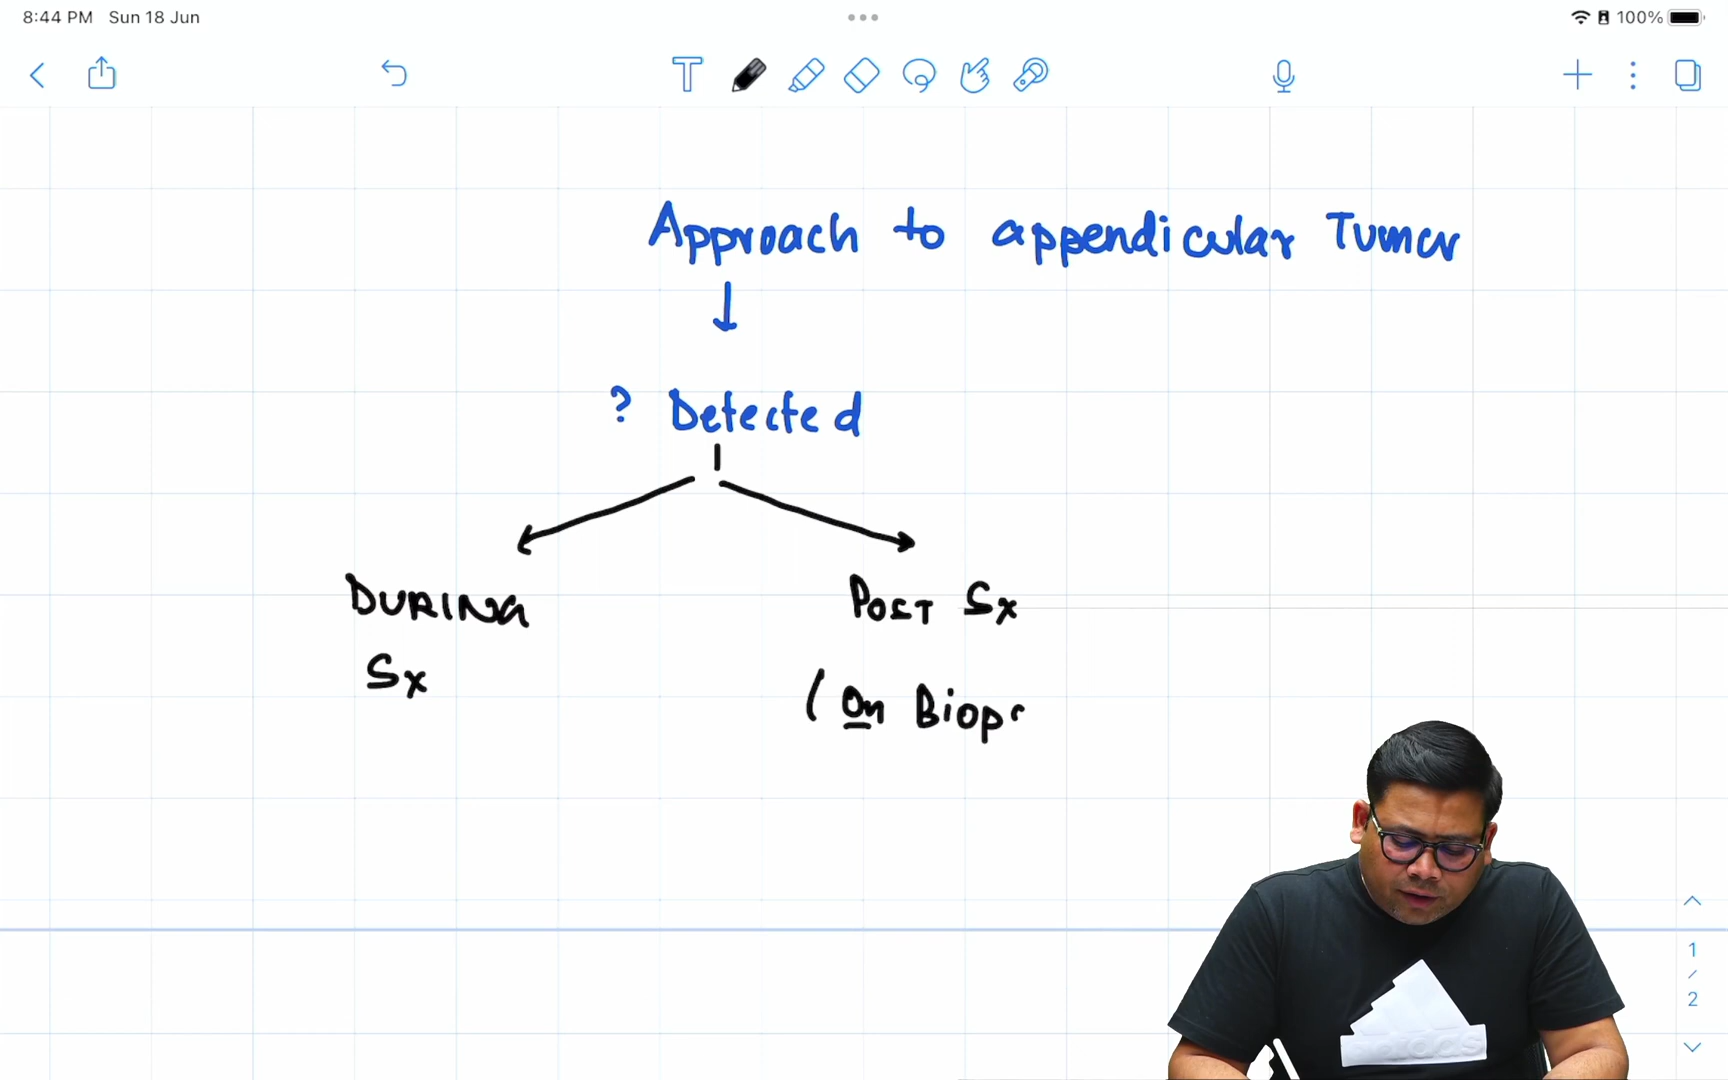 8:44 PM Sun 18 Jun
100%
T
Approach to appendicular Tumor
? Detected
DURING
Sx
POST Sx
( On Biops
1
/
2